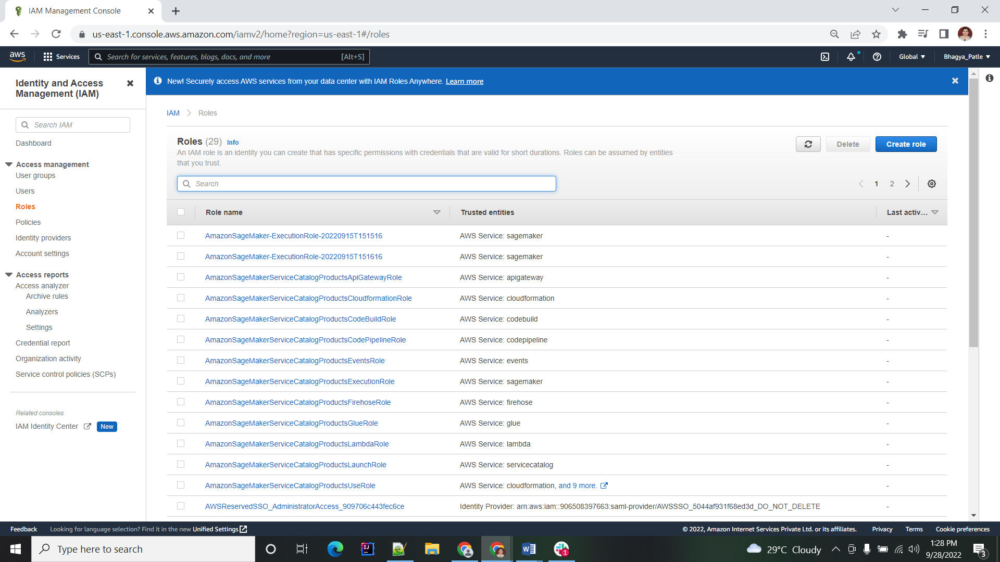 IAM Management Console
us-east-1.console.aws.amazon.com/iamv2/home?region=us-east-1#/roles
aws
Services
Search for services, features, blogs, docs, and more
[Alt+S]
Global
Bhagya_Patle
Identity and Access
Management (IAM)
Search IAM
Dashboard
Access management
User groups
Users
Roles
Policies
Identity providers
Account settings
Access reports
Access analyzer
Archive rules
Analyzers
Settings
Credential report
Organization activity
Service control policies (SCPs)
Related consoles
IAM Identity Center New
New! Securely access AWS services from your data center with IAM Roles Anywhere. Learn more
IAM Roles
Roles (29) Info
An IAM role is an identity you can create that has specific permissions with credentials that are valid for short durations. Roles can be assumed by entities
that you trust.
Delete
Create role
Search
1 2
Role name Trusted entities Last activ...
AmazonSageMaker-ExecutionRole-20220915T151516 AWS Service: sagemaker -
AmazonSageMaker-ExecutionRole-20220915T151616 AWS Service: sagemaker -
AmazonSageMakerServiceCatalogProductsApiGatewayRole AWS Service: apigateway -
AmazonSageMakerServiceCatalogProductsCloudformationRole AWS Service: cloudformation -
AmazonSageMakerServiceCatalogProductsCodeBuildRole AWS Service: codebuild -
AmazonSageMakerServiceCatalogProductsCodePipelineRole AWS Service: codepipeline -
AmazonSageMakerServiceCatalogProductsEventsRole AWS Service: events -
AmazonSageMakerServiceCatalogProductsExecutionRole AWS Service: sagemaker -
AmazonSageMakerServiceCatalogProductsFirehoseRole AWS Service: firehose -
AmazonSageMakerServiceCatalogProductsGlueRole AWS Service: glue -
AmazonSageMakerServiceCatalogProductsLambdaRole AWS Service: lambda -
AmazonSageMakerServiceCatalogProductsLaunchRole AWS Service: servicecatalog -
AmazonSageMakerServiceCatalogProductsUseRole AWS Service: cloudformation, and 9 more. -
AWSReservedSSO_AdministratorAccess_909706c443fec6ce Identity Provider: arn:aws:iam::906508397663:saml-provider/AWSSSO_5044af931f68ed3d_DO_NOT_DELETE -
Feedback
Looking for language selection? Find it in the new Unified Settings
© 2022, Amazon Internet Services Private Ltd. or its affiliates.
Privacy
Terms
Cookie preferences
Type here to search
IJ
W
1
29°C Cloudy
1:28 PM
9/28/2022
3